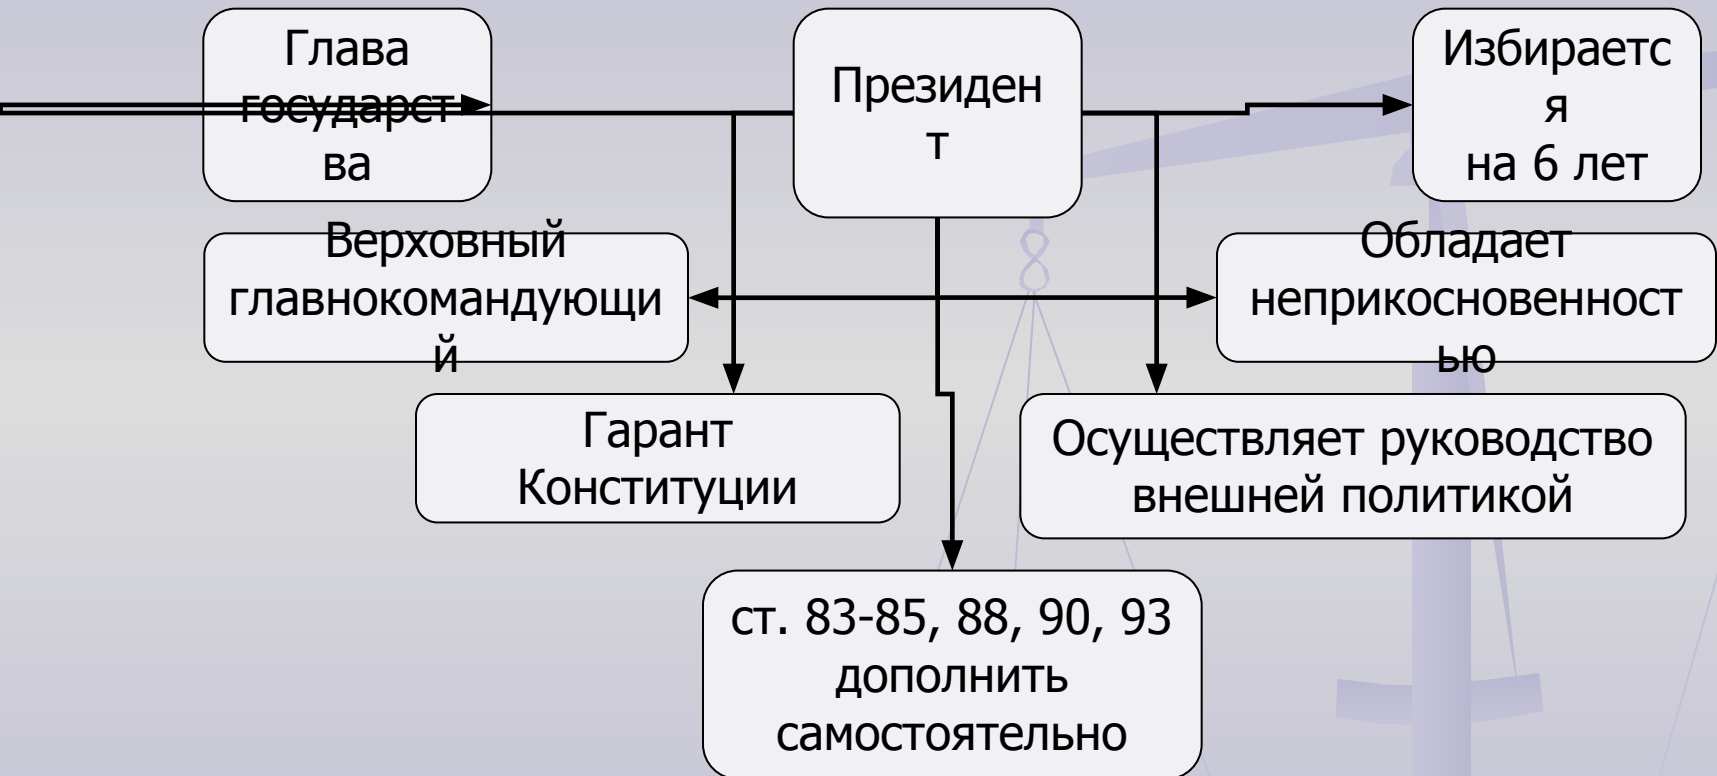 Глава
государст
ва
Президен
т
Избираетс
я
на 6 лет
Верховный
главнокомандующи
й
Обладает
неприкосновенност
ью
Гарант
Конституции
Осуществляет руководство
внешней политикой
ст. 83-85, 88, 90, 93
дополнить
самостоятельно